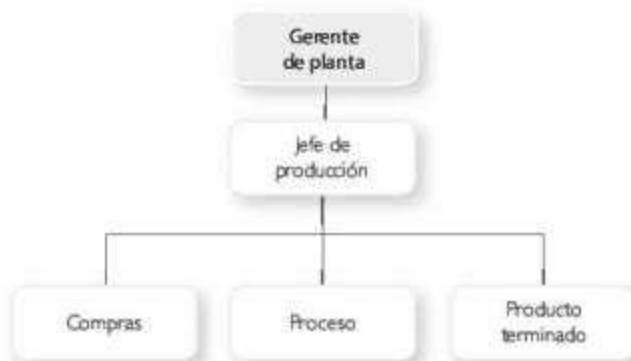 Gerente
de planta
Jefe de
producción
Compras
Proceso
Producto
terminado